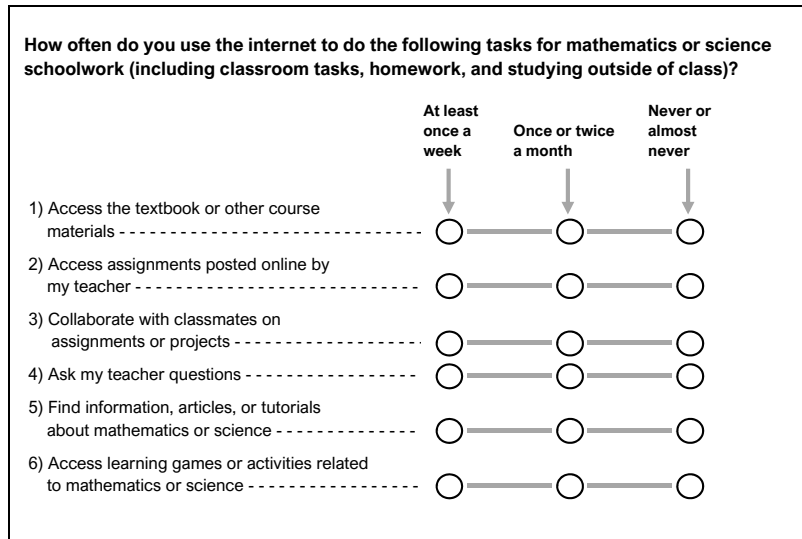 How often do you use the internet to do the following tasks for mathematics or science
schoolwork (including classroom tasks, homework, and studying outside of class)?
At least
once a
week
Once or twice
a month
Never or
almost
never
1) Access the textbook or other course
materials - - - - - - - - - - - - - - - - - - - - - - - - - - - - - - - - - -
2) Access assignments posted online by
my teacher - - - - - - - - - - - - - - - - - - - - - - - - - - - - - - - -
3) Collaborate with classmates on
assignments or projects - - - - - - - - - - - - - - - - - - - - -
4) Ask my teacher questions - - - - - - - - - - - - - - - - - - - -
5) Find information, articles, or tutorials
about mathematics or science - - - - - - - - - - - - - - - -
6) Access learning games or activities related
to mathematics or science - - - - - - - - - - - - - - - - - - -